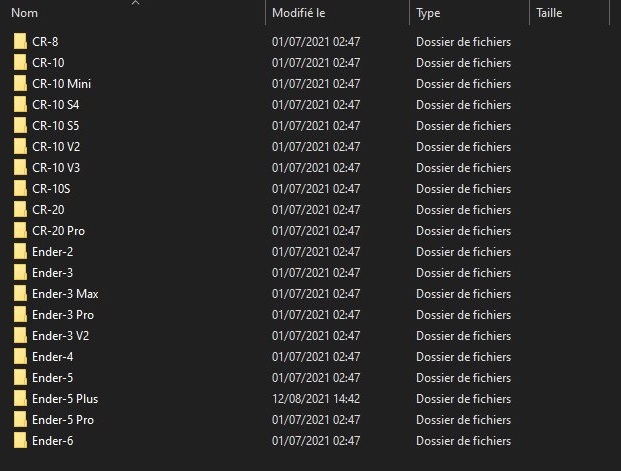 Nom Modifié le Type Taille
CR-8 01/07/2021 02:47 Dossier de fichiers
CR-10 01/07/2021 02:47 Dossier de fichiers
CR-10 Mini 01/07/2021 02:47 Dossier de fichiers
CR-10 S4 01/07/2021 02:47 Dossier de fichiers
CR-10 S5 01/07/2021 02:47 Dossier de fichiers
CR-10 V2 01/07/2021 02:47 Dossier de fichiers
CR-10 V3 01/07/2021 02:47 Dossier de fichiers
CR-10S 01/07/2021 02:47 Dossier de fichiers
CR-20 01/07/2021 02:47 Dossier de fichiers
CR-20 Pro 01/07/2021 02:47 Dossier de fichiers
Ender-2 01/07/2021 02:47 Dossier de fichiers
Ender-3 01/07/2021 02:47 Dossier de fichiers
Ender-3 Max 01/07/2021 02:47 Dossier de fichiers
Ender-3 Pro 01/07/2021 02:47 Dossier de fichiers
Ender-3 V2 01/07/2021 02:47 Dossier de fichiers
Ender-4 01/07/2021 02:47 Dossier de fichiers
Ender-5 01/07/2021 02:47 Dossier de fichiers
Ender-5 Plus 12/08/2021 14:42 Dossier de fichiers
Ender-5 Pro 01/07/2021 02:47 Dossier de fichiers
Ender-6 01/07/2021 02:47 Dossier de fichiers